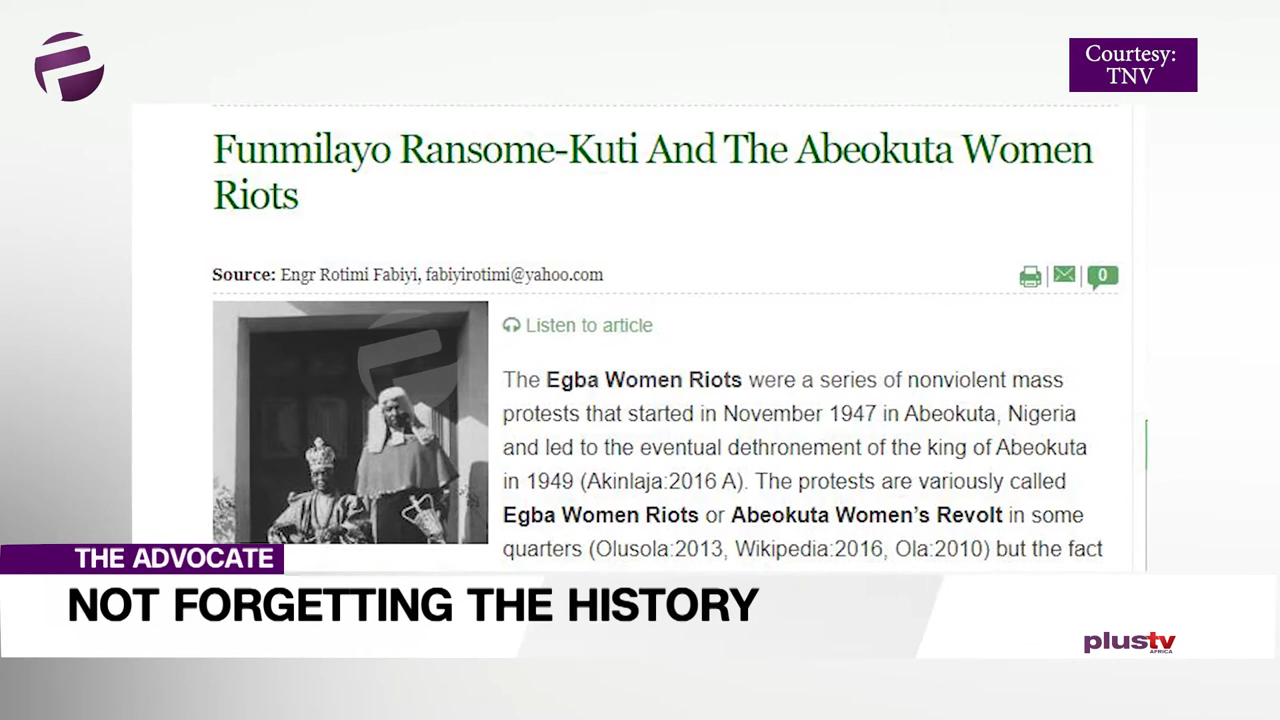 Courtesy:
TNV
Funmilayo Ransome-Kuti And The Abeokuta Women
Riots
Source: Engr Rotimi Fabiyi, fabiyirotimi@yahoo.com
0
Listen to article
The Egba Women Riots were a series of nonviolent mass
protests that started in November 1947 in Abeokuta, Nigeria
and led to the eventual dethronement of the king of Abeokuta
in 1949 (Akinlaja:2016 A). The protests are variously called
Egba Women Riots or Abeokuta Women's Revolt in some
quarters (Olusola:2013, Wikipedia:2016, Ola:2010) but the fact
THE ADVOCATE
NOT FORGETTING THE HISTORY
plustv
AFRICA